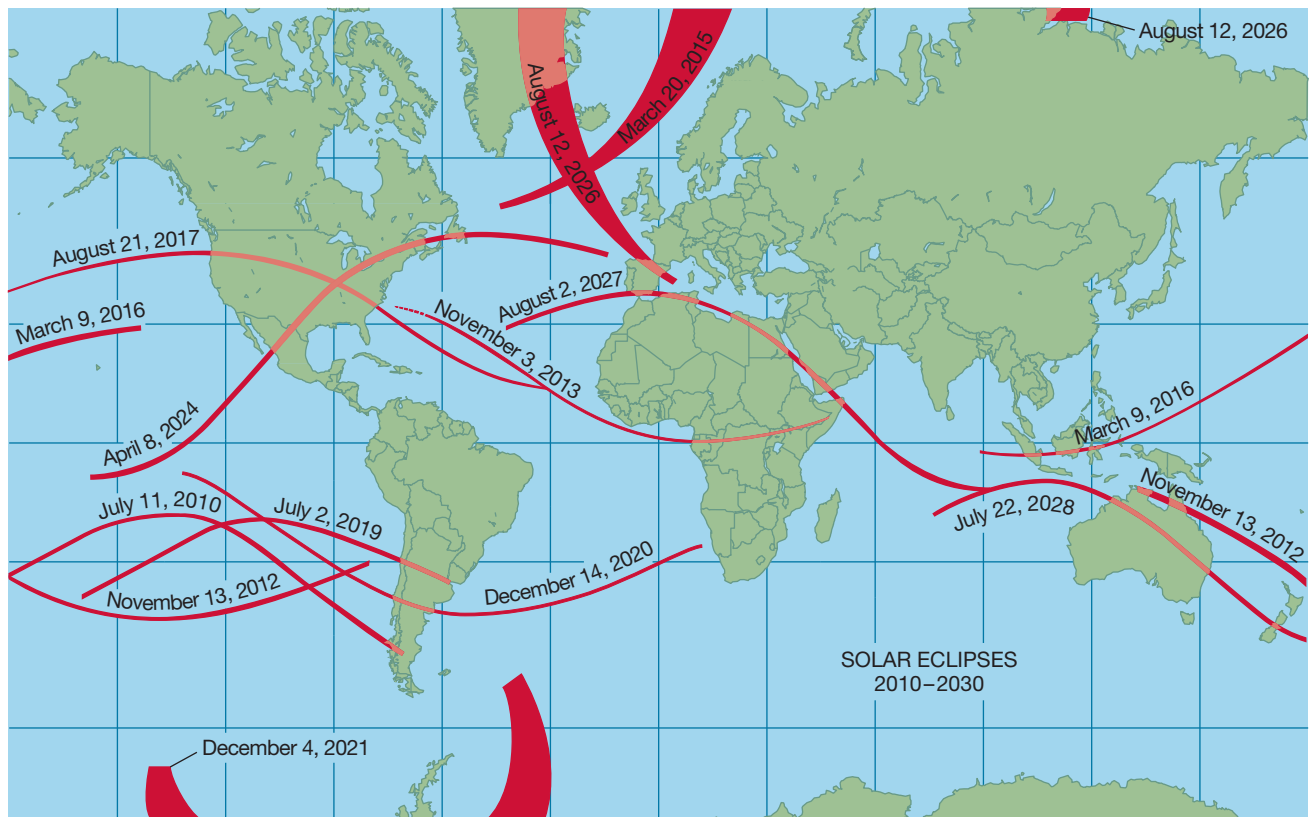 August 12, 2026
March 20, 2015
August 12, 2026
August 21, 2017
March 9, 2016
August 2, 2027
November 3, 2013
April 8, 2024
March 9, 2016
July 11, 2010
July 2, 2019
July 22, 2028
November 13, 2012
November 13, 2012
December 14, 2020
SOLAR ECLIPSES
2010–2030
December 4, 2021